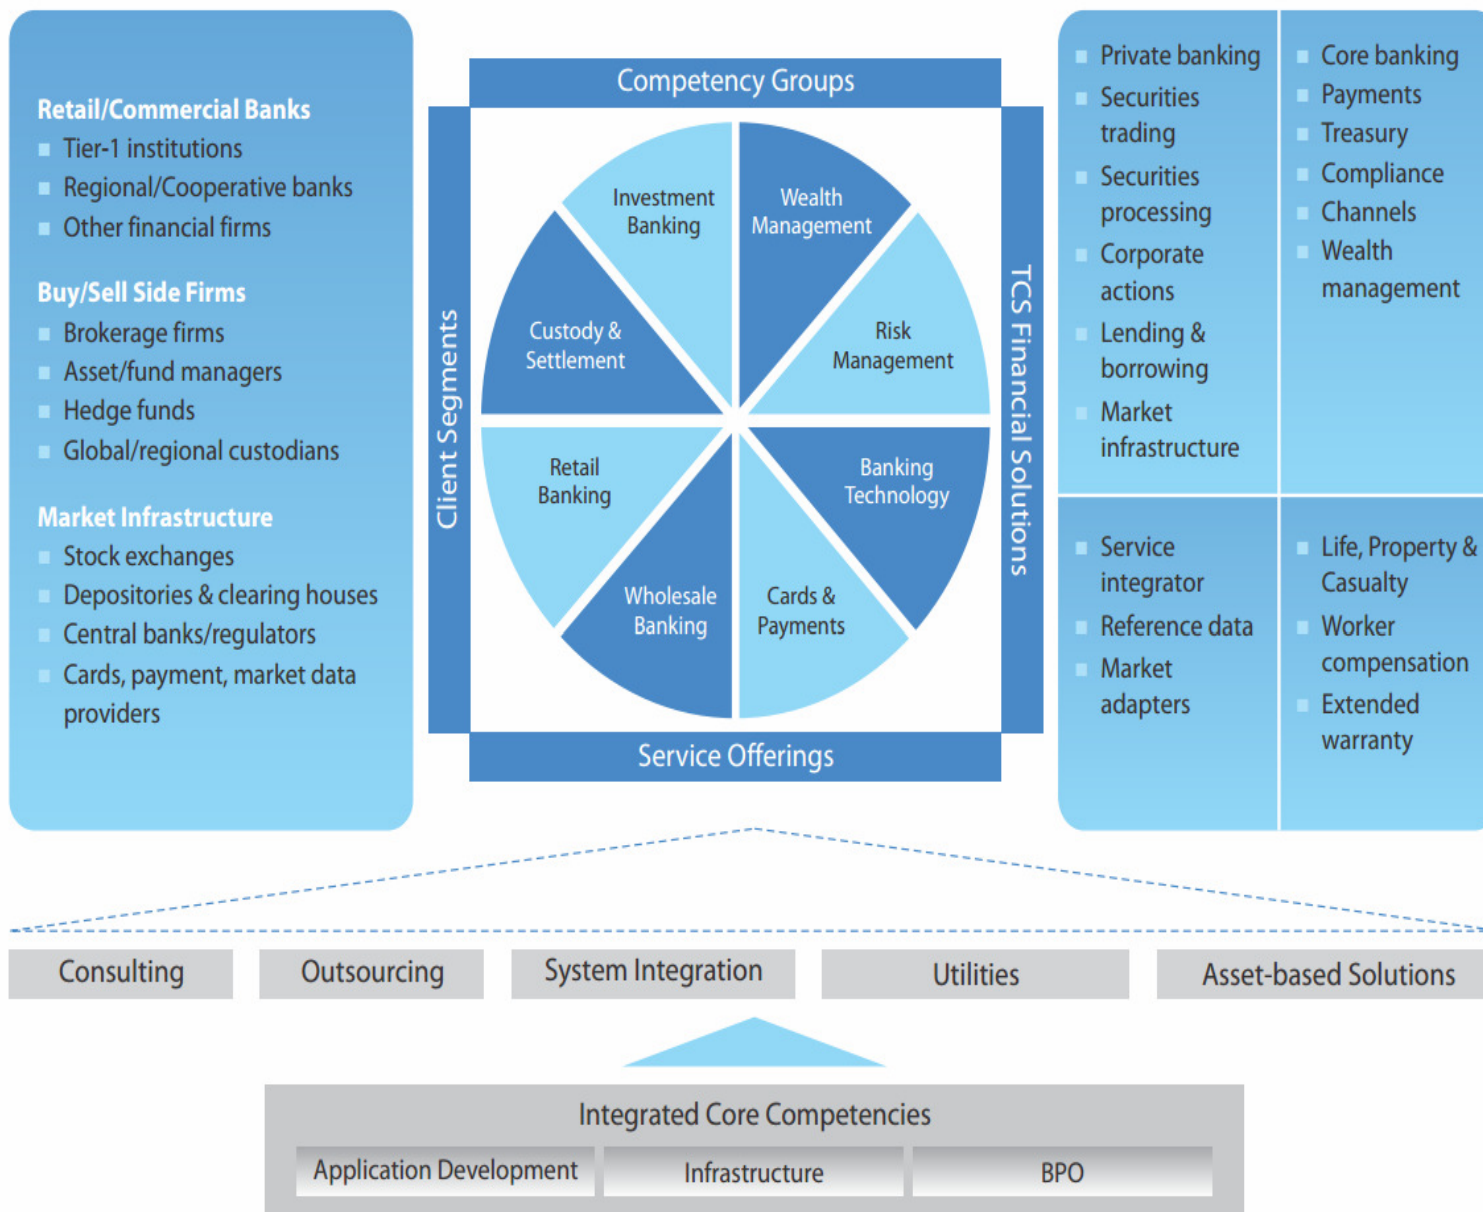 Retail/Commercial Banks
Tier-1 institutions
Regional/Cooperative banks
Other financial firms
Buy/Sell Side Firms
Brokerage firms
Asset/fund managers
Hedge funds
Global/regional custodians
Market Infrastructure
Stock exchanges
Depositories & clearing houses
Central banks/regulators
Cards, payment, market data
providers
Client Segments
Competency Groups
Investment
Banking
Wealth
Management
Custody &
Settlement
Risk
Management
Retail
Banking
Banking
Technology
Wholesale
Banking
Cards &
Payments
Service Offerings
TCS Financial Solutions
Private banking
Securities
trading
Securities
processing
Corporate
actions
Lending &
borrowing
Market
infrastructure
Core banking
Payments
Treasury
Compliance
Channels
Wealth
management
Service
integrator
Reference data
Market
adapters
Life, Property &
Casualty
Worker
compensation
Extended
warranty
Consulting
Outsourcing
System Integration
Utilities
Asset-based Solutions
Integrated Core Competencies
Application Development
Infrastructure
BPO